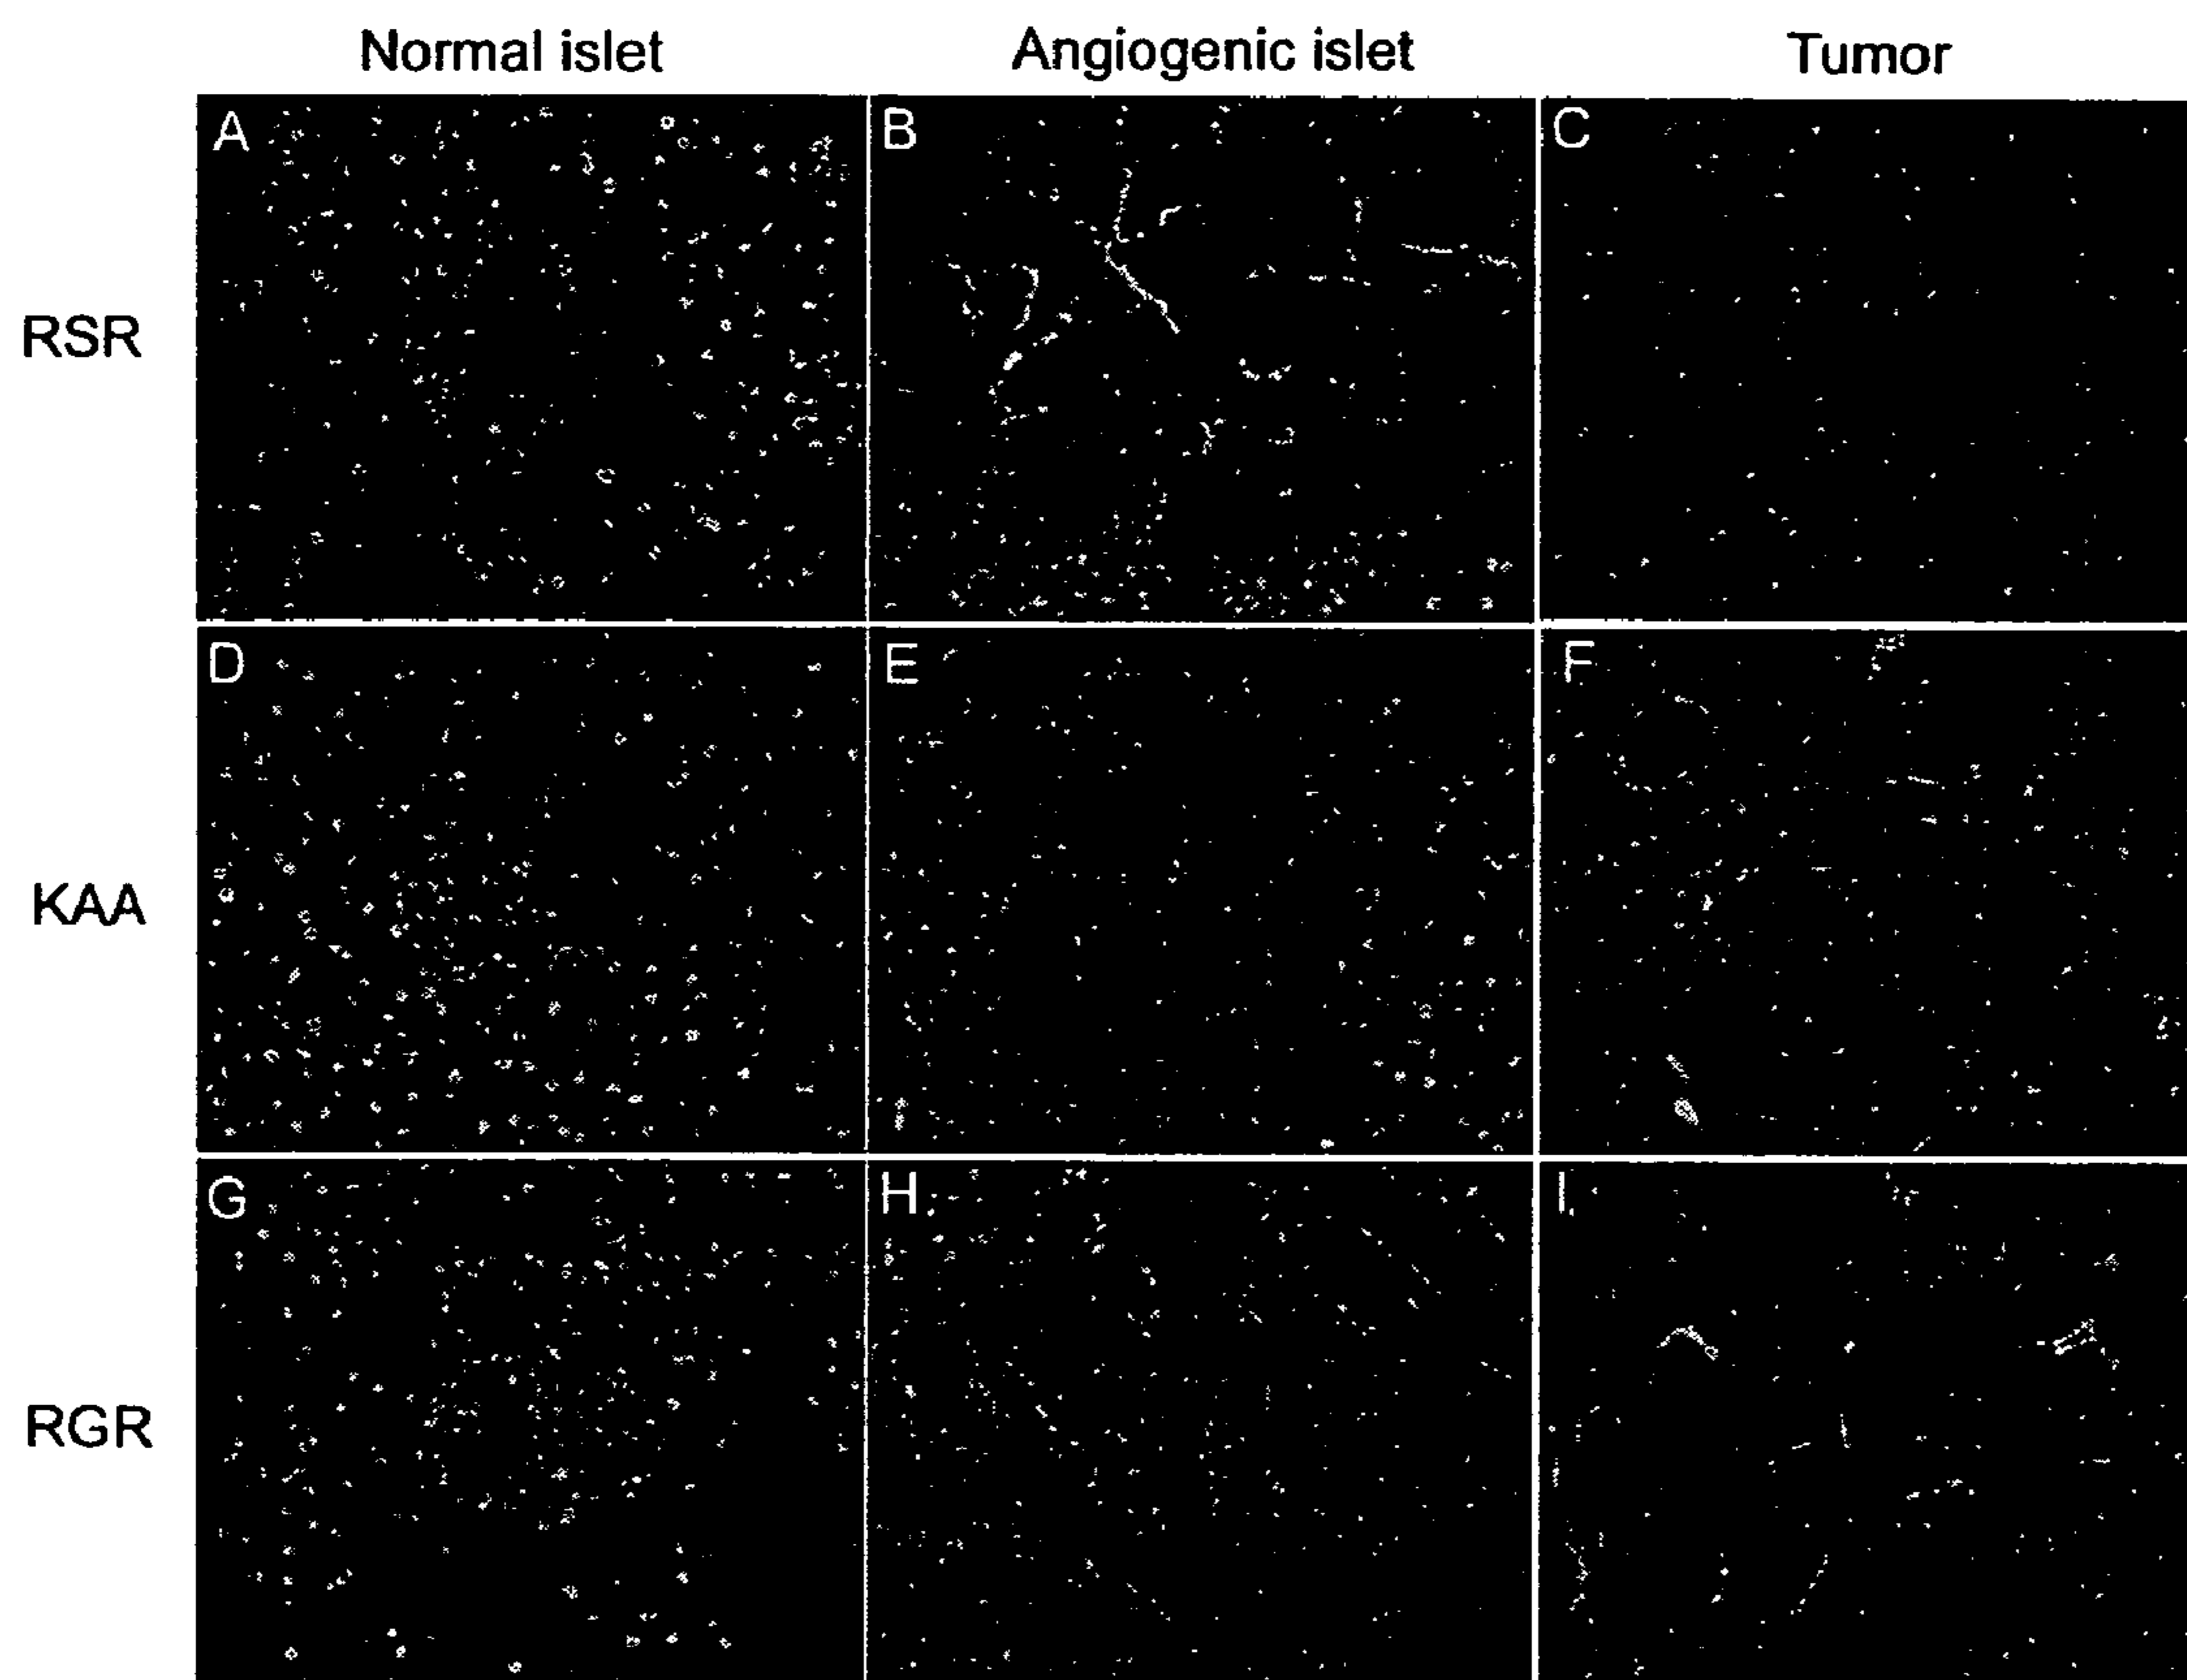 Normal islet Angiogenic islet Tumor
A B C
RSR
D E F
KAA
G H I
RGR